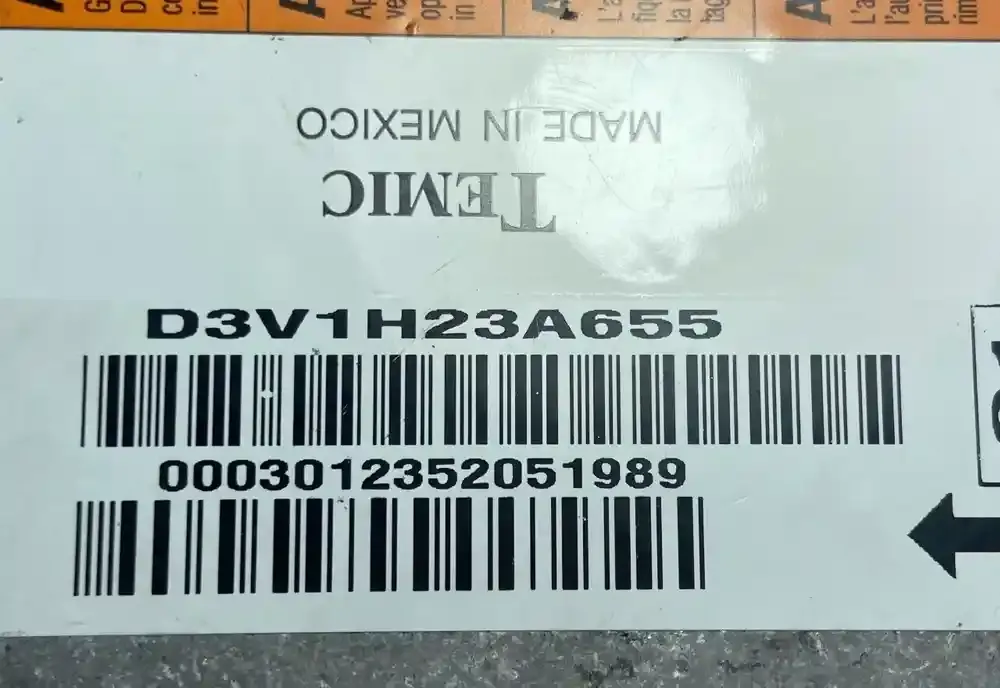 MADE IN MEXICO
TEMIC
D3V1H23A655
0003012352051989